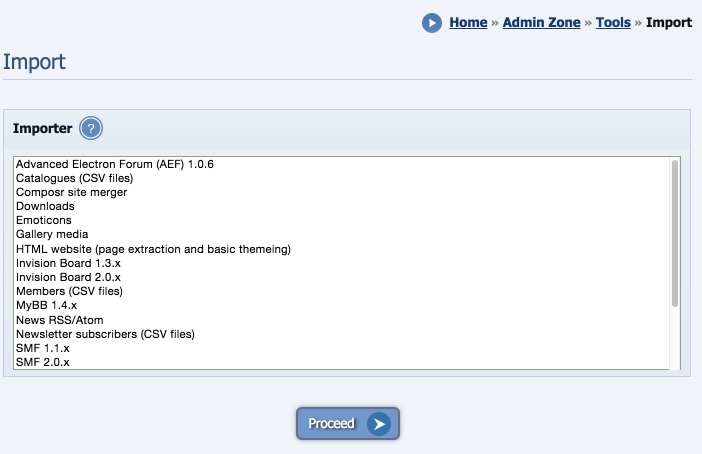 Home » Admin Zone » Tools » Import
Import
Importer ?
Advanced Electron Forum (AEF) 1.0.6
Catalogues (CSV files)
Composr site merger
Downloads
Emoticons
Gallery media
HTML website (page extraction and basic themeing)
Invision Board 1.3.x
Invision Board 2.0.x
Members (CSV files)
MyBB 1.4.x
News RSS/Atom
Newsletter subscribers (CSV files)
SMF 1.1.x
SMF 2.0.x
Proceed